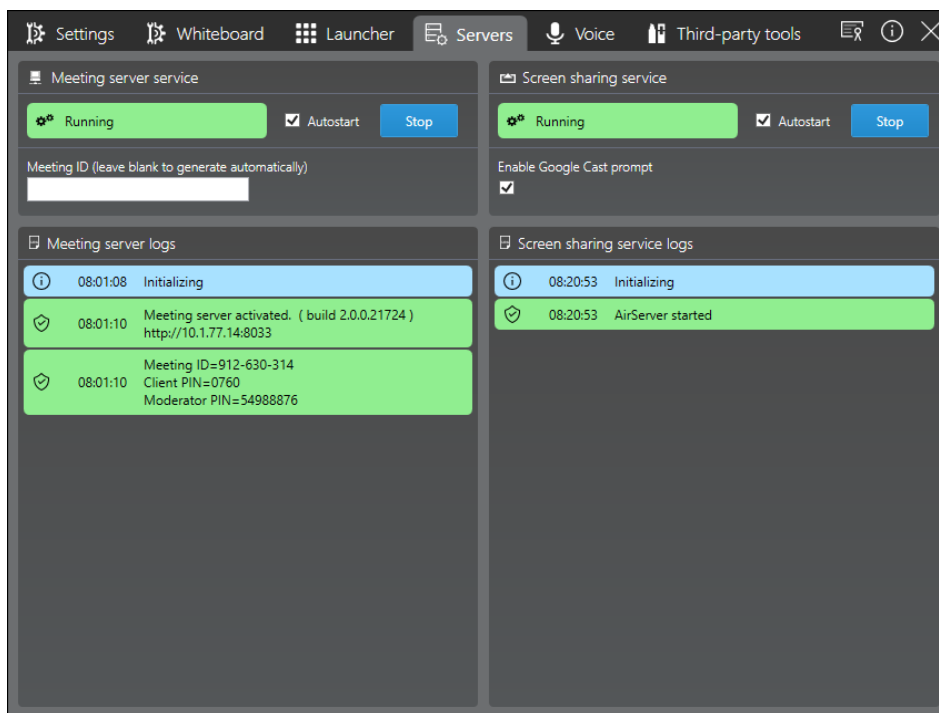 Settings Whiteboard Launcher Servers Voice Third-party tools
Meeting server service
Running Autostart Stop
Meeting ID (leave blank to generate automatically)
Screen sharing service
Running Autostart Stop
Enable Google Cast prompt
Meeting server logs
08:01:08 Initializing
08:01:10 Meeting server activated. ( build 2.0.0.21724 )
http://10.1.77.14:8033
08:01:10 Meeting ID=912-630-314
Client PIN=0760
Moderator PIN=54988876
Screen sharing service logs
08:20:53 Initializing
08:20:53 AirServer started